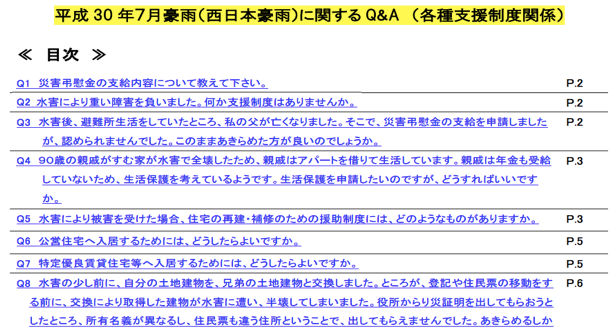 平成 30 年7月豪雨(西日本豪雨)に関する Q&A (各種支援制度関係)
≪ 目次 ≫
Q1 災害弔慰金の支給内容について教えて下さい。 P.2
Q2 水害により重い障害を負いました。何か支援制度はありませんか。 P.2
Q3 水害後、避難所生活をしていたところ、私の父が亡くなりました。そこで、災害弔慰金の支給を申請しました P.2
が、認められませんでした。このままあきらめた方が良いのでしょうか。
Q4 90歳の親戚がすむ家が水害で全壊したため、親戚はアパートを借りて生活しています。親戚は年金も受給 P.3
していないため、生活保護を考えているようです。生活保護を申請したいのですが、どうすればいいです
か。
Q5 水害により被害を受けた場合、住宅の再建・補修のための援助制度には、どのようなものがありますか。 P.3
Q6 公営住宅へ入居するためには、どうしたらよいですか。 P.5
Q7 特定優良賃貸住宅等へ入居するためには、どうしたらよいですか。 P.5
Q8 水害の少し前に、自分の土地建物を、兄弟の土地建物と交換しました。ところが、登記や住民票の移動をす P.6
る前に、交換により取得した建物が水害に遭い、半壊してしまいました。役所からり災証明を出してもらおうと
したところ、所有名義が異なるし、住民票も違う住所ということで、出してもらえませんでした。あきらめるしか